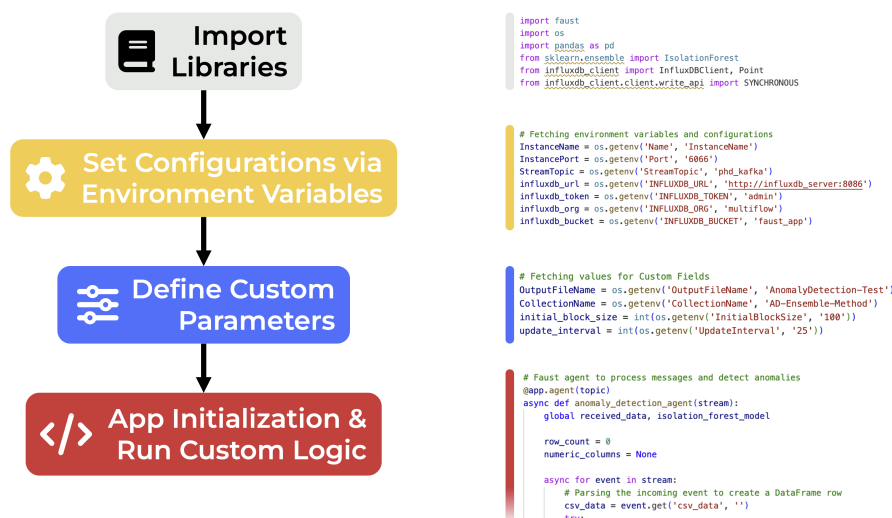 Import
Libraries
Set Configurations via
Environment Variables
Define Custom
Parameters
App Initialization &
Run Custom Logic
import faust
import os
import pandas as pd
from sklearn.ensemble import IsolationForest
from influxdb_client import InfluxDBClient, Point
from influxdb_client.client.write_api import SYNCHRONOUS
# Fetching environment variables and configurations
InstanceName = os.getenv('Name', 'InstanceName')
InstancePort = os.getenv('Port', '6066')
StreamTopic = os.getenv('StreamTopic', 'phd_kafka')
influxdb_url = os.getenv('INFLUXDB_URL', 'http://influxdb_server:8086')
influxdb_token = os.getenv('INFLUXDB_TOKEN', 'admin')
influxdb_org = os.getenv('INFLUXDB_ORG', 'multiflow')
influxdb_bucket = os.getenv('INFLUXDB_BUCKET', 'faust_app')
# Fetching values for Custom Fields
OutputFileName = os.getenv('OutputFileName', 'AnomalyDetection-Test')
CollectionName = os.getenv('CollectionName', 'AD-Ensemble-Method')
initial_block_size = int(os.getenv('InitialBlockSize', '100'))
update_interval = int(os.getenv('UpdateInterval', '25'))
# Faust agent to process messages and detect anomalies
@app.agent(topic)
async def anomaly_detection_agent(stream):
    global received_data, isolation_forest_model
    row_count = 0
    numeric_columns = None
    async for event in stream:
        # Parsing the incoming event to create a DataFrame row
        csv_data = event.get('csv_data', '')
        try: